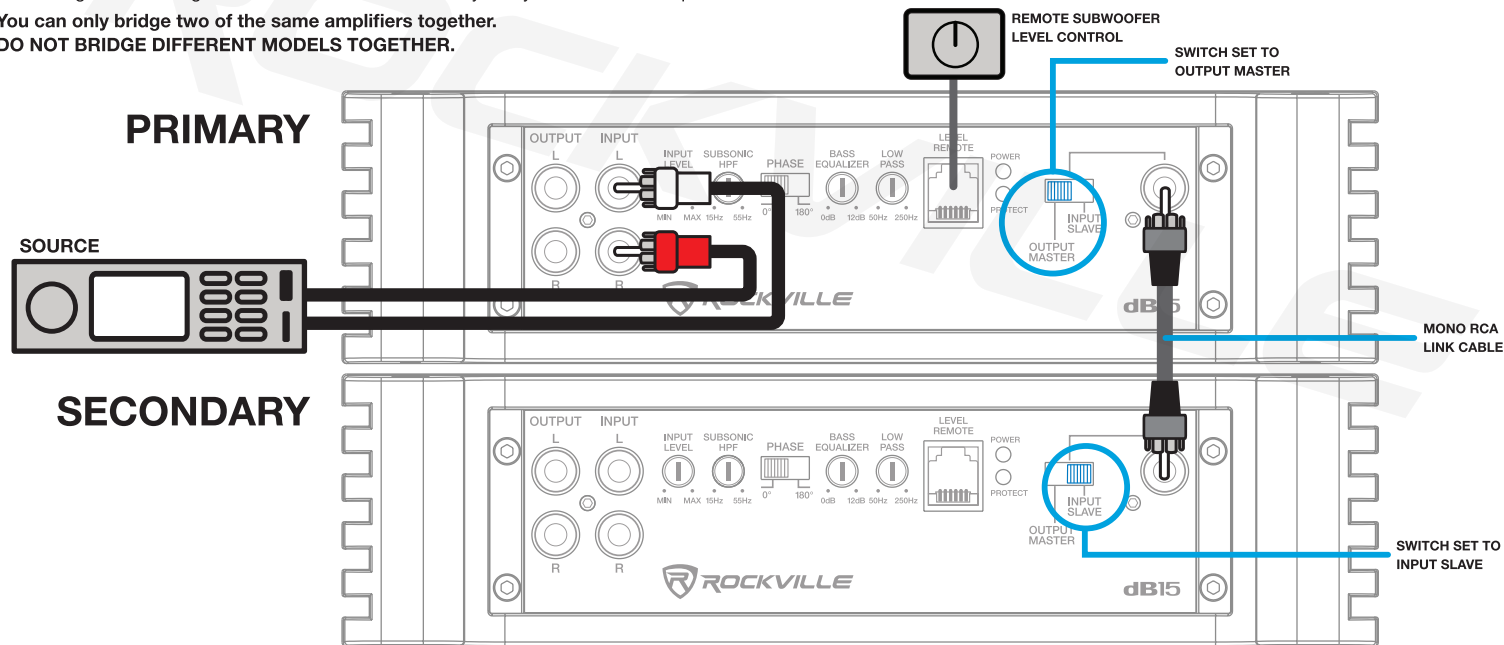 You can only bridge two of the same amplifiers together.
DO NOT BRIDGE DIFFERENT MODELS TOGETHER.
REMOTE SUBWOOFER
LEVEL CONTROL
SWITCH SET TO
OUTPUT MASTER
PRIMARY
OUTPUT INPUT
L L
INPUT
LEVEL
SUBSONIC
HPF
PHASE
BASS
EQUALIZER
LOW
PASS
LEVEL
REMOTE
POWER
PROTECT
MIN MAX 15Hz 55Hz 0° 180° 0dB 12dB 50Hz 250Hz
INPUT
SLAVE
OUTPUT
MASTER
R R
ROCKVILLE
dB15
SOURCE
MONO RCA
LINK CABLE
SECONDARY
OUTPUT INPUT
L L
INPUT
LEVEL
SUBSONIC
HPF
PHASE
BASS
EQUALIZER
LOW
PASS
LEVEL
REMOTE
POWER
PROTECT
MIN MAX 15Hz 55Hz 0° 180° 0dB 12dB 50Hz 250Hz
INPUT
SLAVE
OUTPUT
MASTER
R R
ROCKVILLE
dB15
SWITCH SET TO
INPUT SLAVE
ROCKVILLE